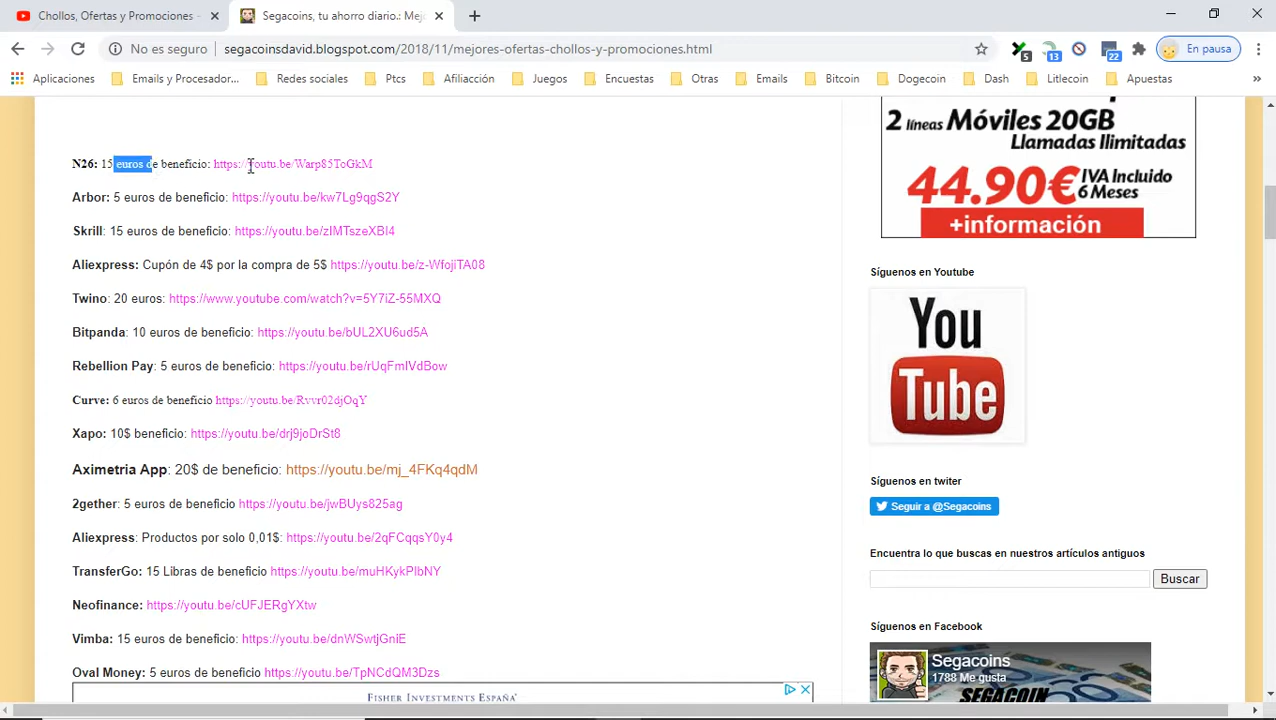 Chollos, Ofertas y Promociones -
Segacoins, tu ahorro diario.: Mejo
No es seguro
segacoinsdavid.blogspot.com/2018/11/mejores-ofertas-chollos-y-promociones.html
5
13
22
En pausa
Aplicaciones
Emails y Procesador...
Redes sociales
Ptcs
Afiliacción
Juegos
Encuestas
Otras
Emails
Bitcoin
Dogecoin
Dash
Litlecoin
Apuestas
»
N26: 15 euros de beneficio: https://youtu.be/Warp85ToGkM
Arbor: 5 euros de beneficio: https://youtu.be/kw7Lg9qgS2Y
Skrill: 15 euros de beneficio: https://youtu.be/zIMTszeXBI4
Aliexpress: Cupón de 4$ por la compra de 5$ https://youtu.be/z-WfojiTA08
Twino: 20 euros: https://www.youtube.com/watch?v=5Y7iZ-55MXQ
Bitpanda: 10 euros de beneficio: https://youtu.be/bUL2XU6ud5A
Rebellion Pay: 5 euros de beneficio: https://youtu.be/rUqFmIVdBow
Curve: 6 euros de beneficio https://youtu.be/Rvvr02djOqY
Xapo: 10$ beneficio: https://youtu.be/drj9joDrSt8
Aximetria App: 20$ de beneficio: https://youtu.be/mj_4FKq4qdM
2gether: 5 euros de beneficio https://youtu.be/jwBUys825ag
Aliexpress: Productos por solo 0,01$: https://youtu.be/2qFCqqsY0y4
TransferGo: 15 Libras de beneficio https://youtu.be/muHKykPlbNY
Neofinance: https://youtu.be/cUFJERgYXtw
Vimba: 15 euros de beneficio: https://youtu.be/dnWSwtjGniE
Oval Money: 5 euros de beneficio https://youtu.be/TpNCdQM3Dzs
FISHER INVESTMENTS ESPAÑA
2 líneas Móviles 20GB
Llamadas Ilimitadas
44.90€ IVA Incluido
6 Meses
+información
Síguenos en Youtube
You
Tube
Síguenos en twiter
Seguir a @Segacoins
Encuentra lo que buscas en nuestros artículos antiguos
Buscar
Síguenos en Facebook
Segacoins
1788 Me gusta
SEGACOIN